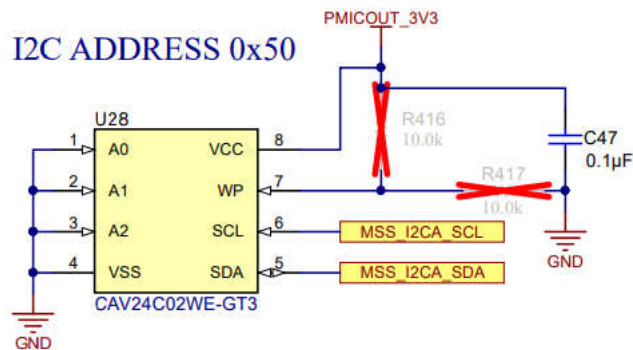 PMICOUT_3V3
I2C ADDRESS 0x50
U28
R416
10.0k
C47
0.1µF
1 A0 VCC 8
2 A1 WP 7
R417
10.0k
3 A2 SCL 6 MSS_I2CA_SCL
4 VSS SDA 5 MSS_I2CA_SDA
GND
CAV24C02WE-GT3
GND